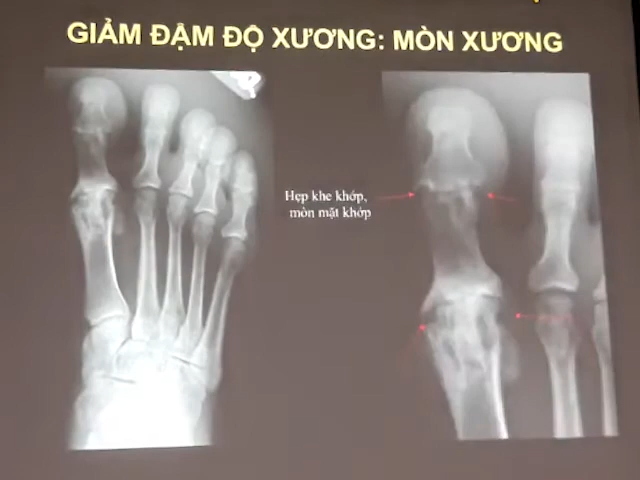 GIẢM ĐẬM ĐỘ XƯƠNG: MÒN XƯƠNG
Hẹp khe khớp,
mòn mặt khớp